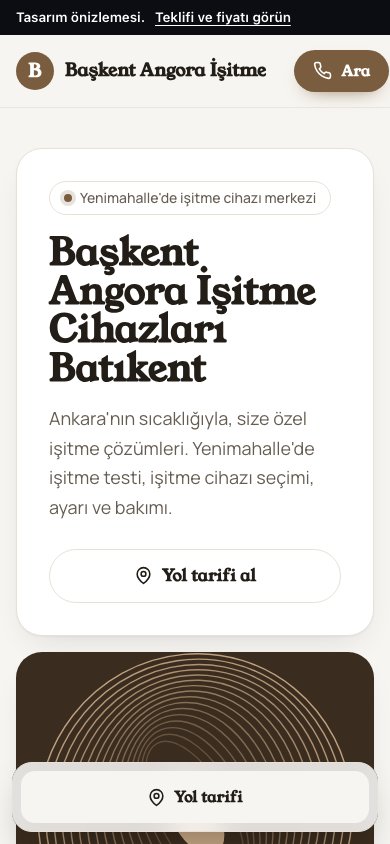 Tasarım önizlemesi. Teklifi ve fiyatı görün
B Başkent Angora İşitme Ara
Yenimahalle'de işitme cihazı merkezi
Başkent
Angora İşitme
Cihazları
Batıkent
Ankara'nın sıcaklığıyla, size özel
işitme çözümleri. Yenimahalle'de
işitme testi, işitme cihazı seçimi,
ayarı ve bakımı.
Yol tarifi al
Yol tarifi